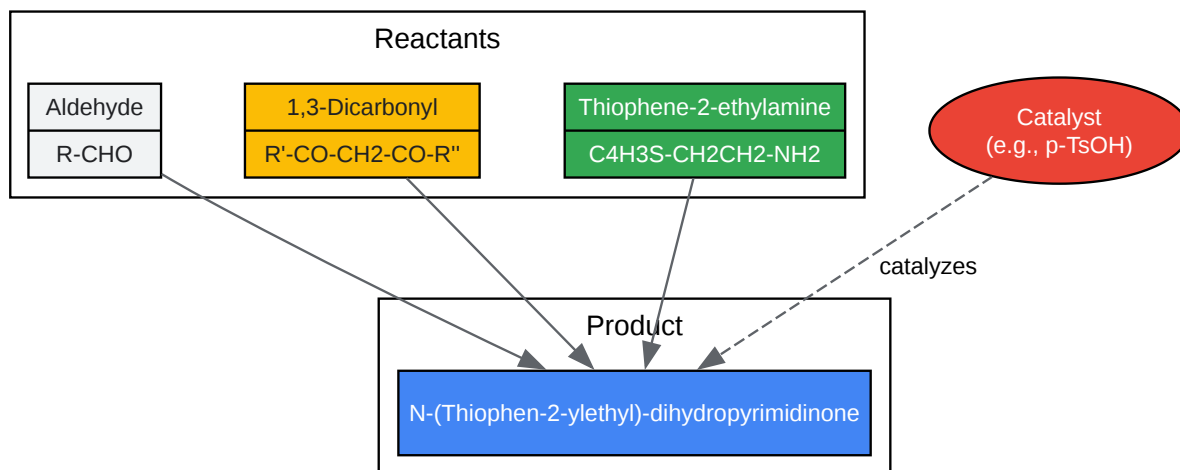 Reactants
Aldehyde
R-CHO
1,3-Dicarbonyl
R'-CO-CH2-CO-R''
Thiophene-2-ethylamine
C4H3S-CH2CH2-NH2
Catalyst
(e.g., p-TsOH)
catalyzes
Product
N-(Thiophen-2-ylethyl)-dihydropyrimidinone